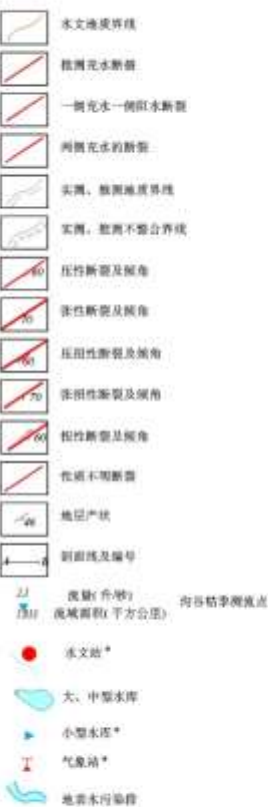 水文地质界线
推测充水断裂
一侧充水一侧阻水断裂
两侧充水的断裂
实测、推测地质界线
实测、推测不整合界线
60 压性断裂及倾角
70 张性断裂及倾角
60 压扭性断裂及倾角
70 张扭性断裂及倾角
60 扭性断裂及倾角
性质不明断裂
46 地层产状
A B 剖面线及编号
流量(升/秒)
流域面积(平方公里) 沟谷枯季测流点
水文站*
大、中型水库
小型水库*
气象站*
地表水污染段